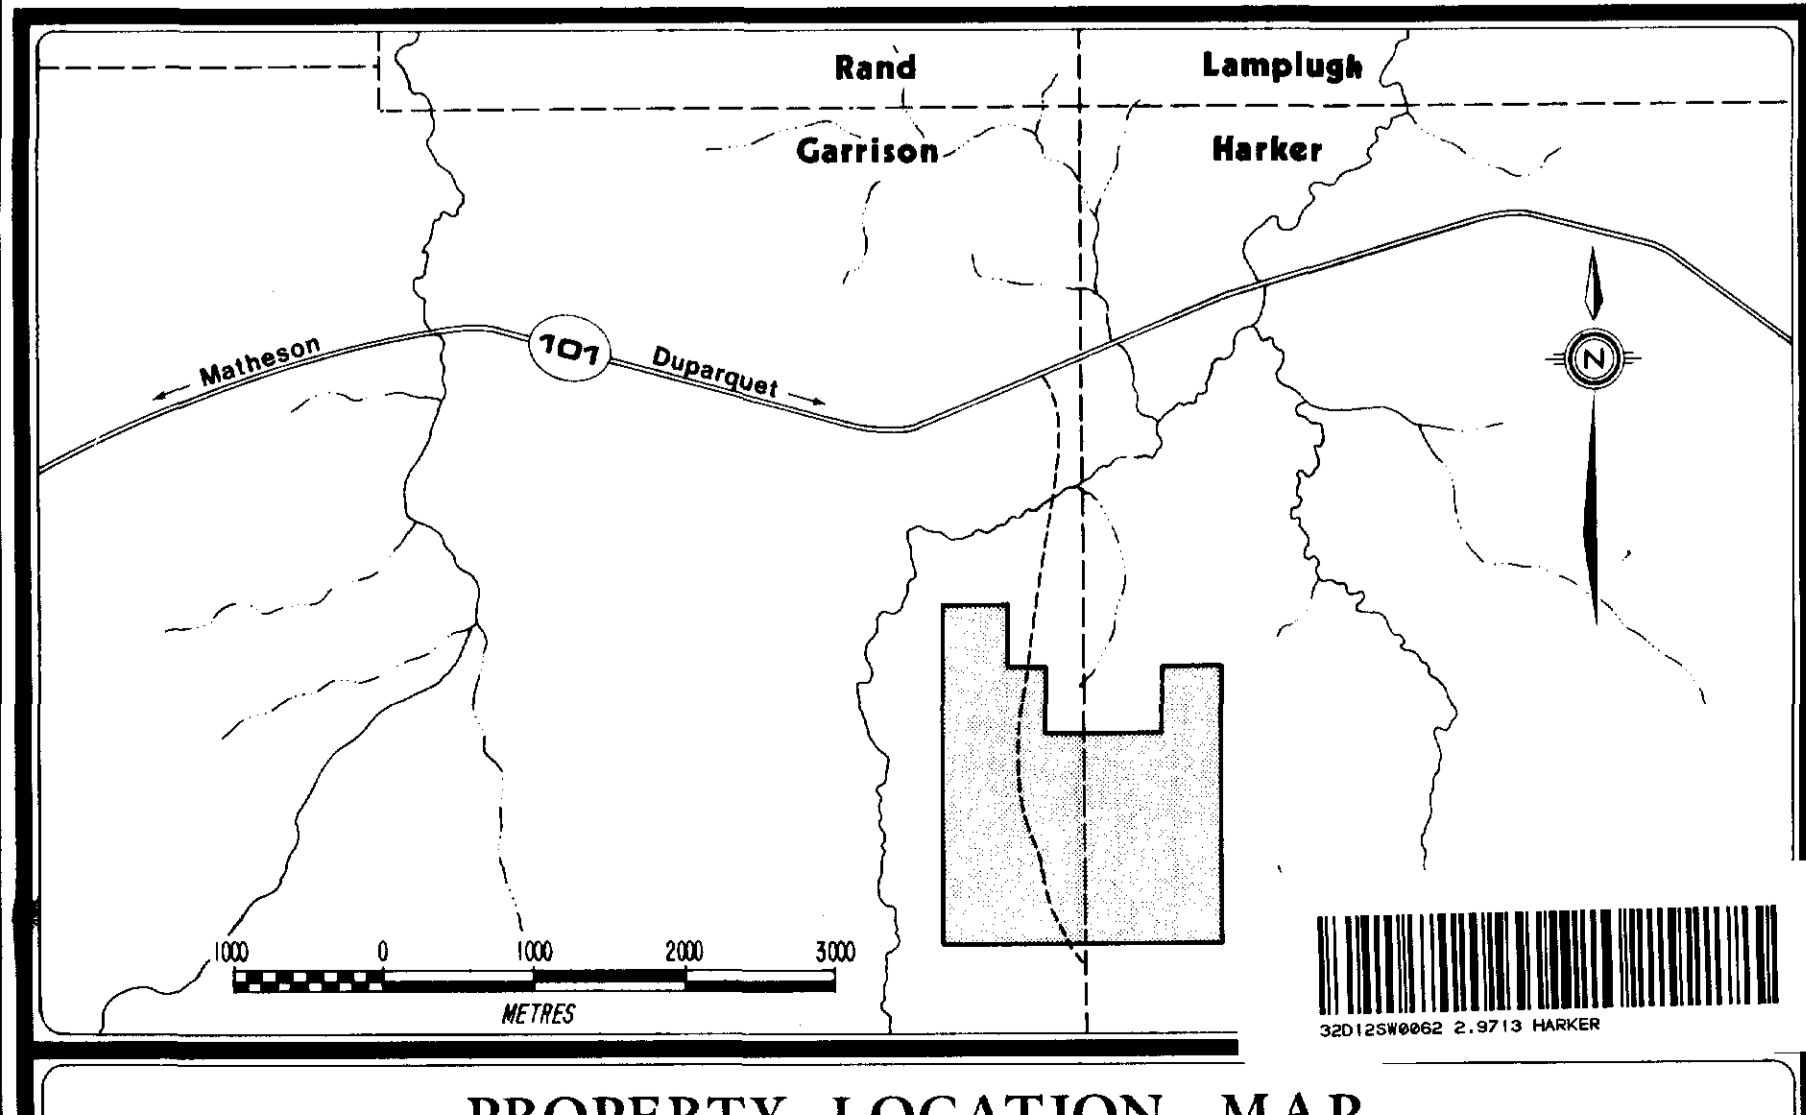 Rand
Lamplugh
Garrison
Harker
Matheson
101
Duparquet
N
1000 0 1000 2000 3000
METRES
32D12SW0062 2.9713 HARKER
PROPERTY LOCATION MAP